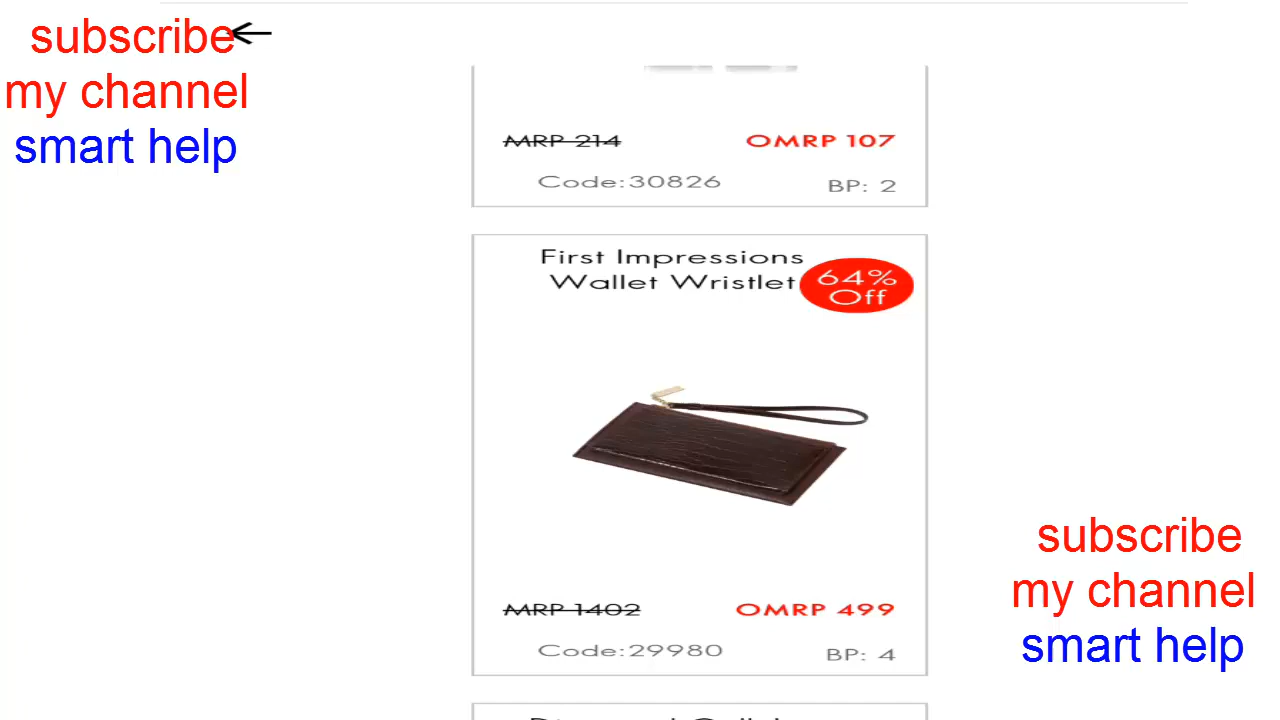 subscribe
my channel
smart help
MRP 214
OMRP 107
Code:30826
BP: 2
First Impressions
Wallet Wristlet
64%
Off
MRP 1402
OMRP 499
Code:29980
BP: 4
subscribe
my channel
smart help